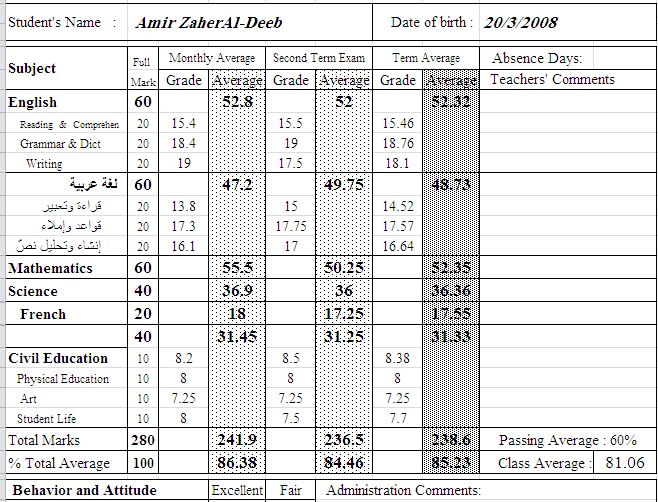 Student's Name : Amir ZaherAl-Deeb Date of birth : 20/3/2008
Subject Full Mark Monthly Average Second Term Exam Term Average Absence Days:
Grade Average Grade Average Grade Average Teachers' Comments
English 60 52.8 52 52.32
Reading & Comprehen 20 15.4 15.5 15.46
Grammar & Dict 20 18.4 19 18.76
Writing 20 19 17.5 18.1
لغة عربية 60 47.2 49.75 48.73
قراءة وتعبير 20 13.8 15 14.52
قواعد وإملاء 20 17.3 17.75 17.57
إنشاء وتحليل نصّ 20 16.1 17 16.64
Mathematics 60 55.5 50.25 52.35
Science 40 36.9 36 36.36
French 20 18 17.25 17.55
40 31.45 31.25 31.33
Civil Education 10 8.2 8.5 8.38
Physical Education 10 8 8 8
Art 10 7.25 7.25 7.25
Student Life 10 8 7.5 7.7
Total Marks 280 241.9 236.5 238.6 Passing Average : 60%
% Total Average 100 86.38 84.46 85.23 Class Average : 81.06
Behavior and Attitude Excellent Fair Administration Comments: